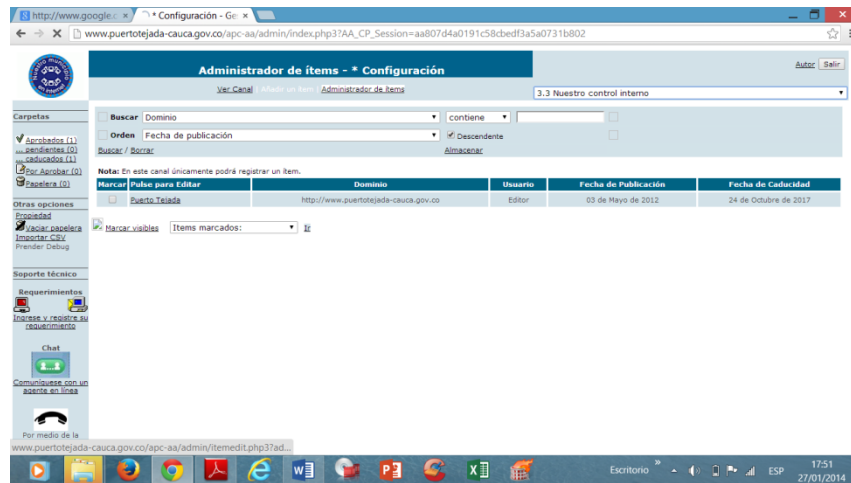 http://www.google.c
* Configuración - Ge
www.puertotejada-cauca.gov.co/apc-aa/admin/index.php3?AA_CP_Session=aa807d4a0191c58cbedf3a5a0731b802
Nuestro municipio en internet
Administrador de ítems - * Configuración
Autor Salir
Ver Canal | Añadir un ítem | Administrador de ítems
3.3 Nuestro control interno
Carpetas
Aprobados (1)
... pendientes (0)
... caducados (1)
Por Aprobar (0)
Papelera (0)
Otras opciones
Propiedad
Vaciar papelera
Importar CSV
Prender Debug
Soporte técnico
Requerimientos
Ingrese y registre su
requerimiento
Chat
Comuníquese con un
agente en línea
Por medio de la
Buscar Dominio contiene
Orden Fecha de publicación Descendente
Buscar / Borrar Almacenar
Nota: En este canal únicamente podrá registrar un ítem.
Marcar Pulse para Editar Dominio Usuario Fecha de Publicación Fecha de Caducidad
Puerto Tejada http://www.puertotejada-cauca.gov.co Editor 03 de Mayo de 2012 24 de Octubre de 2017
Marcar visibles Items marcados: Ir
www.puertotejada-cauca.gov.co/apc-aa/admin/itemedit.php3?ad...
Escritorio » ESP 17:51
27/01/2014